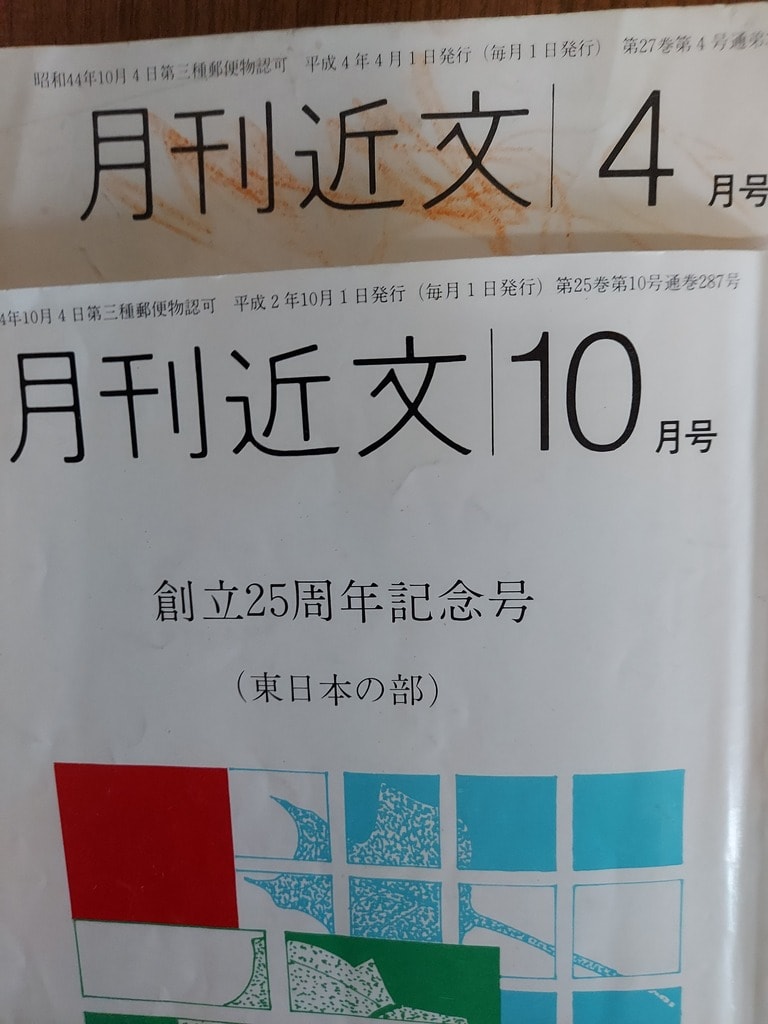 昭和44年10月4日第三種郵便物認可 平成4年4月1日発行(毎月1日発行) 第27巻第4号通巻
月刊近文|4月号
4年10月4日第三種郵便物認可 平成2年10月1日発行(毎月1日発行) 第25巻第10号通巻287号
月刊近文|10月号
創立25周年記念号
(東日本の部)